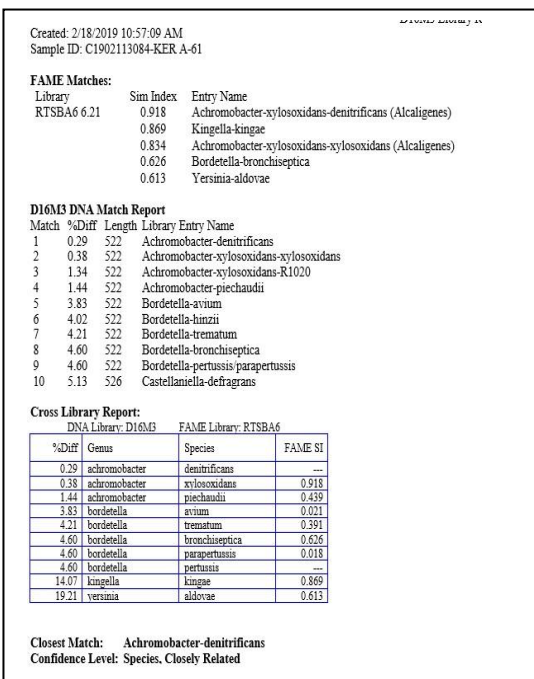 Created: 2/18/2019 10:57:09 AM
Sample ID: C1902113084-KER A-61
FAME Matches:
Library Sim Index Entry Name
RTSBA6 6.21 0.918 Achromobacter-xylosoxidans-denitrificans (Alcaligenes)
0.869 Kingella-kingae
0.834 Achromobacter-xylosoxidans-xylosoxidans (Alcaligenes)
0.626 Bordetella-bronchiseptica
0.613 Yersinia-aldovae
D16M3 DNA Match Report
Match %Diff Length Library Entry Name
1 0.29 522 Achromobacter-denitrificans
2 0.38 522 Achromobacter-xylosoxidans-xylosoxidans
3 1.34 522 Achromobacter-xylosoxidans-R1020
4 1.44 522 Achromobacter-piechaudii
5 3.83 522 Bordetella-avium
6 4.02 522 Bordetella-hinzii
7 4.21 522 Bordetella-trematum
8 4.60 522 Bordetella-bronchiseptica
9 4.60 522 Bordetella-pertussis/parapertussis
10 5.13 526 Castellaniella-defragrans
Cross Library Report:
DNA Library: D16M3 FAME Library: RTSBA6
%Diff Genus Species FAME SI
0.29 achromobacter denitrificans ---
0.38 achromobacter xylosoxidans 0.918
1.44 achromobacter piechaudii 0.439
3.83 bordetella avium 0.021
4.21 bordetella trematum 0.391
4.60 bordetella bronchiseptica 0.626
4.60 bordetella parapertussis 0.018
4.60 bordetella pertussis ---
14.07 kingella kingae 0.869
19.21 yersinia aldovae 0.613
Closest Match: Achromobacter-denitrificans
Confidence Level: Species, Closely Related